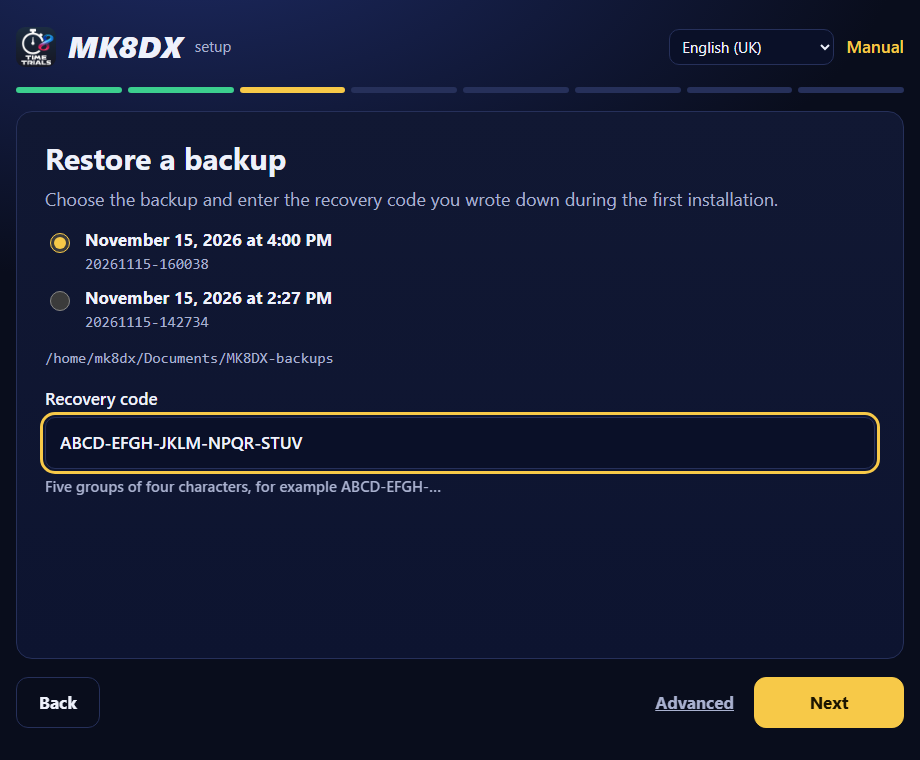 TIME
TRIALS
MK8DX setup
English (UK)
Manual
Restore a backup
Choose the backup and enter the recovery code you wrote down during the first installation.
November 15, 2026 at 4:00 PM
20261115-160038
November 15, 2026 at 2:27 PM
20261115-142734
/home/mk8dx/Documents/MK8DX-backups
Recovery code
ABCD-EFGH-JKLM-NPQR-STUV
Five groups of four characters, for example ABCD-EFGH-...
Back
Advanced
Next